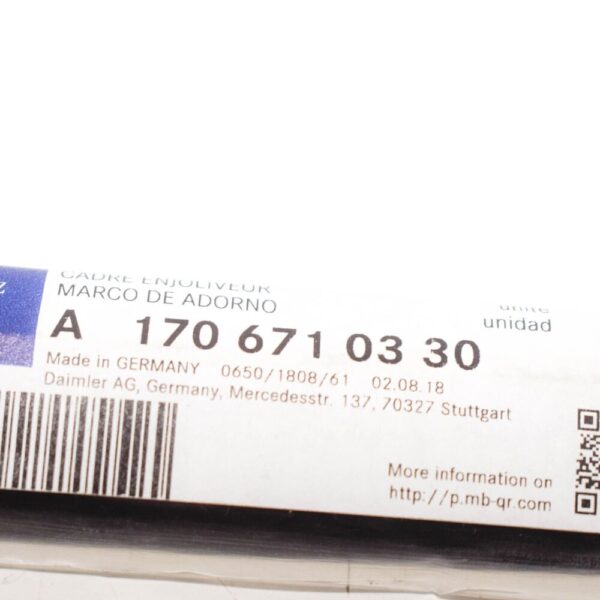 CADRE ENJOLIVEUR
MARCO DE ADORNO
unité
unidad
A 170 671 03 30
Made in GERMANY 0650/1808/61 02.08.18
Daimler AG, Germany, Mercedesstr. 137, 70327 Stuttgart
More information on
http://p.mb-qr.com